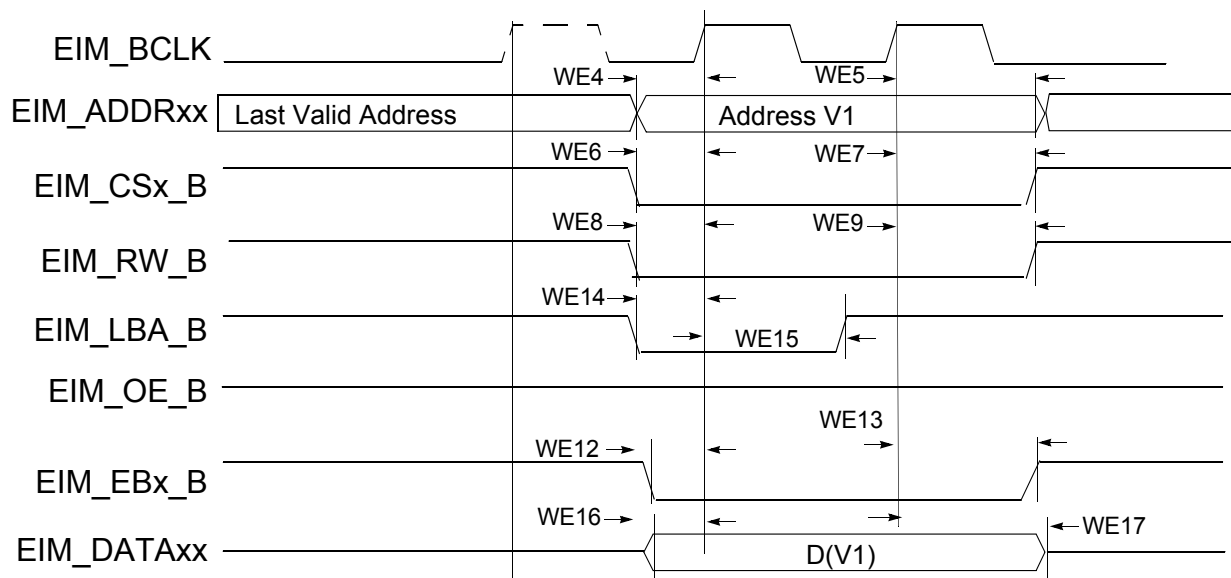 EIM_BCLK
WE4
WE5
EIM_ADDRxx
Last Valid Address
Address V1
WE6
WE7
EIM_CSx_B
WE8
WE9
EIM_RW_B
WE14
EIM_LBA_B
WE15
EIM_OE_B
WE13
WE12
EIM_EBx_B
WE16
WE17
EIM_DATAxx
D(V1)